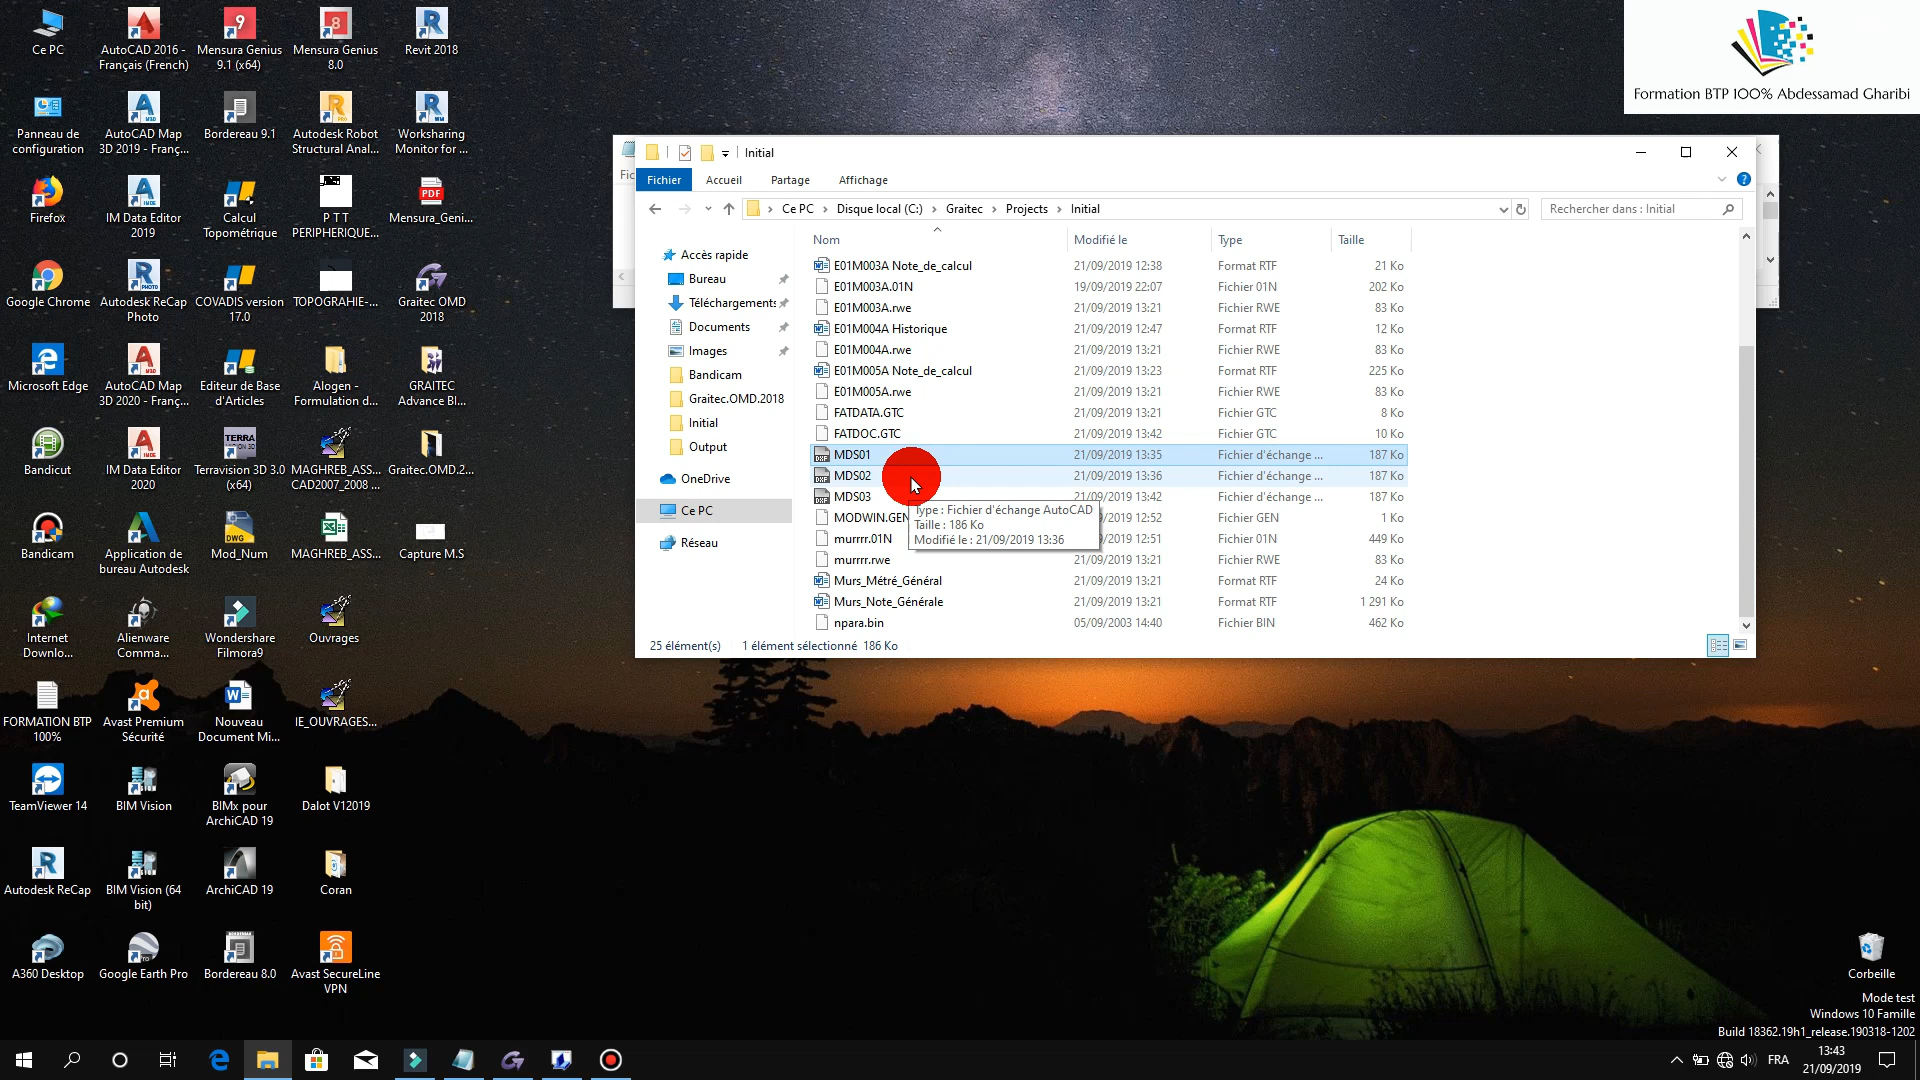 Ce PC
AutoCAD 2016 -
Français (French)
Mensura Genius
9.1 (x64)
Mensura Genius
8.0
Revit 2018
Panneau de
configuration
AutoCAD Map
3D 2019 - Franç...
Bordereau 9.1
Autodesk Robot
Structural Anal...
Worksharing
Monitor for ...
Firefox
IM Data Editor
2019
Calcul
Topométrique
P T T
PERIPHERIQUE...
Mensura_Geni...
Google Chrome
Autodesk ReCap
Photo
COVADIS version
17.0
TOPOGRAHIE-...
Graitec OMD
2018
Microsoft Edge
AutoCAD Map
3D 2020 - Franç...
Editeur de Base
d'Articles
Alogen -
Formulation d...
GRAITEC
Advance BI...
Bandicut
IM Data Editor
2020
Terravision 3D 3.0
(x64)
MAGHREB_ASS...
CAD2007_2008 ...
Graitec.OMD.2...
Bandicam
Application de
bureau Autodesk
Mod_Num
MAGHREB_ASS...
Capture M.S
Internet
Downlo...
Alienware
Comma...
Wondershare
Filmora9
Ouvrages
FORMATION BTP
100%
Avast Premium
Sécurité
Nouveau
Document Mi...
IE_OUVRAGES...
TeamViewer 14
BIM Vision
BIMx pour
ArchiCAD 19
Dalot V12019
Autodesk ReCap
BIM Vision (64
bit)
ArchiCAD 19
Coran
A360 Desktop
Google Earth Pro
Bordereau 8.0
Avast SecureLine
VPN
Formation BTP 100% Abdessamad Gharibi
Fic
Initial
Fichier Accueil Partage Affichage
Ce PC › Disque local (C:) › Graitec › Projects › Initial
Rechercher dans : Initial
Accès rapide
Bureau
Téléchargements
Documents
Images
Bandicam
Graitec.OMD.2018
Initial
Output
OneDrive
Ce PC
Réseau
Nom Modifié le Type Taille
E01M003A Note_de_calcul 21/09/2019 12:38 Format RTF 21 Ko
E01M003A.01N 19/09/2019 22:07 Fichier 01N 202 Ko
E01M003A.rwe 21/09/2019 13:21 Fichier RWE 83 Ko
E01M004A Historique 21/09/2019 12:47 Format RTF 12 Ko
E01M004A.rwe 21/09/2019 13:21 Fichier RWE 83 Ko
E01M005A Note_de_calcul 21/09/2019 13:23 Format RTF 225 Ko
E01M005A.rwe 21/09/2019 13:21 Fichier RWE 83 Ko
FATDATA.GTC 21/09/2019 13:21 Fichier GTC 8 Ko
FATDOC.GTC 21/09/2019 13:42 Fichier GTC 10 Ko
MDS01 21/09/2019 13:35 Fichier d'échange ... 187 Ko
MDS02 21/09/2019 13:36 Fichier d'échange ... 187 Ko
MDS03 21/09/2019 13:42 Fichier d'échange ... 187 Ko
MODWIN.GEN 12:52 Fichier GEN 1 Ko
murrrr.01N 12:51 Fichier 01N 449 Ko
murrrr.rwe 21/09/2019 13:21 Fichier RWE 83 Ko
Murs_Métré_Général 21/09/2019 13:21 Format RTF 24 Ko
Murs_Note_Générale 21/09/2019 13:21 Format RTF 1 291 Ko
npara.bin 05/09/2003 14:40 Fichier BIN 462 Ko
Type : Fichier d'échange AutoCAD
Taille : 186 Ko
Modifié le : 21/09/2019 13:36
25 élément(s) 1 élément sélectionné 186 Ko
Corbeille
Mode test
Windows 10 Famille
Build 18362.19h1_release.190318-1202
FRA
13:43
21/09/2019